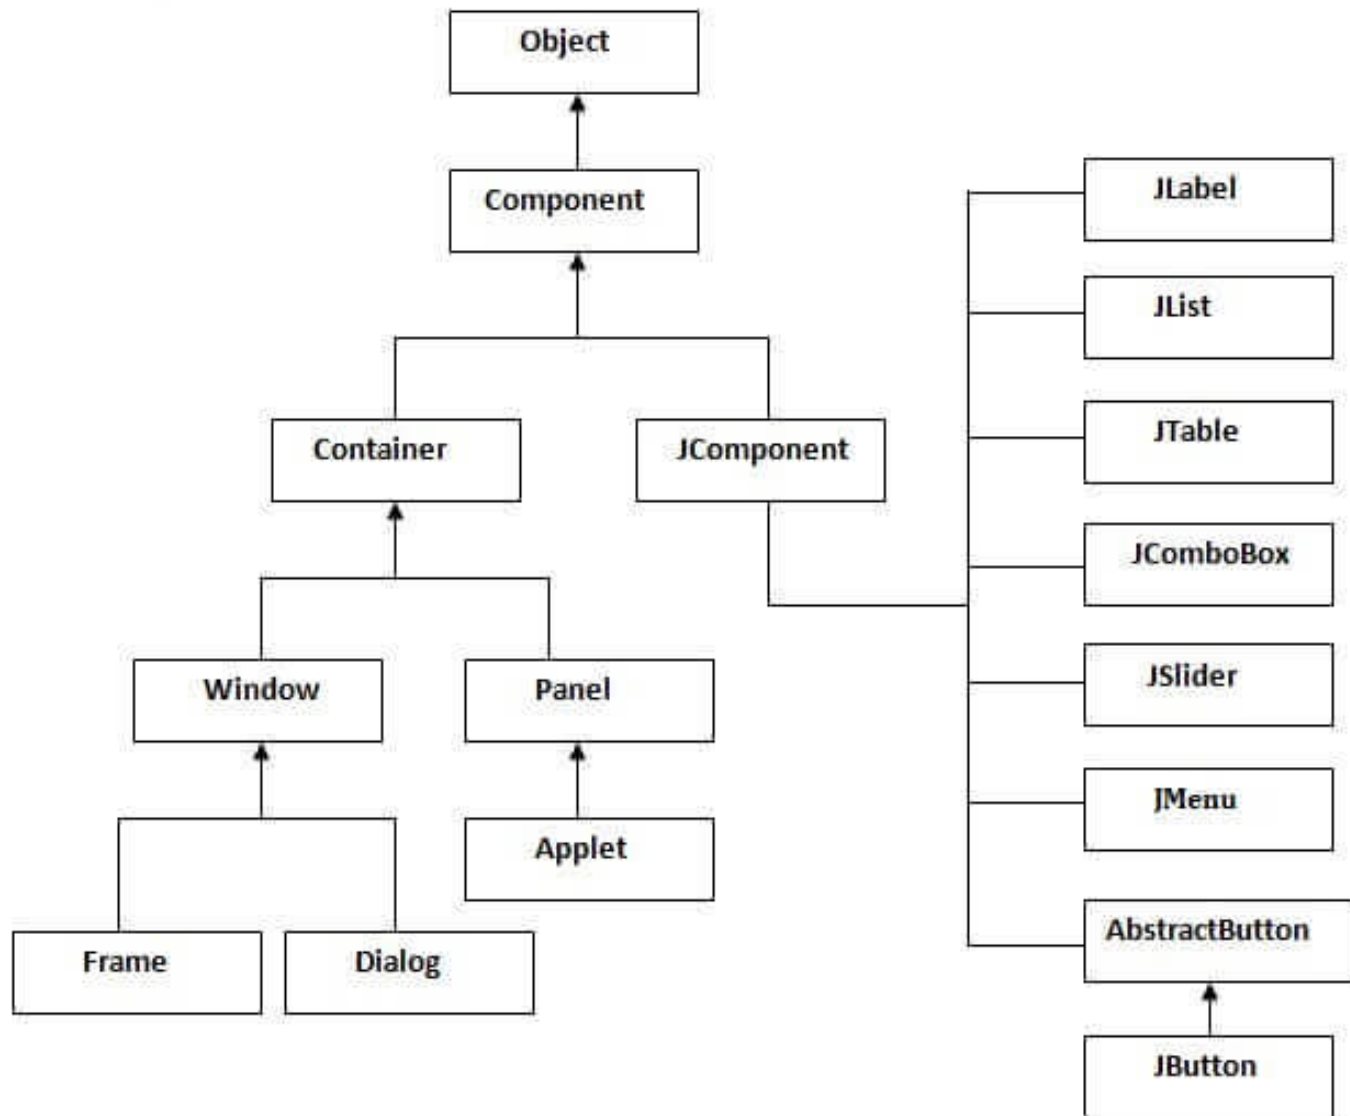 Object
Component
Container
JComponent
Window
Panel
Applet
Frame
Dialog
JLabel
JList
JTable
JComboBox
JSlider
JMenu
AbstractButton
JButton